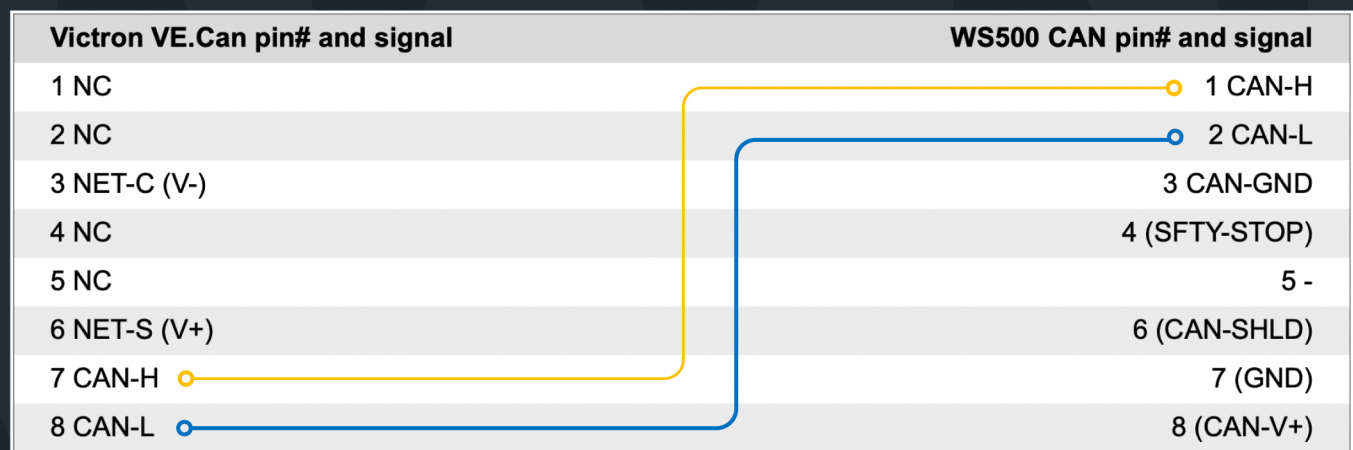 Victron VE.Can pin# and signal WS500 CAN pin# and signal
1 NC 1 CAN-H
2 NC 2 CAN-L
3 NET-C (V-) 3 CAN-GND
4 NC 4 (SFTY-STOP)
5 NC 5 -
6 NET-S (V+) 6 (CAN-SHLD)
7 CAN-H 7 (GND)
8 CAN-L 8 (CAN-V+)